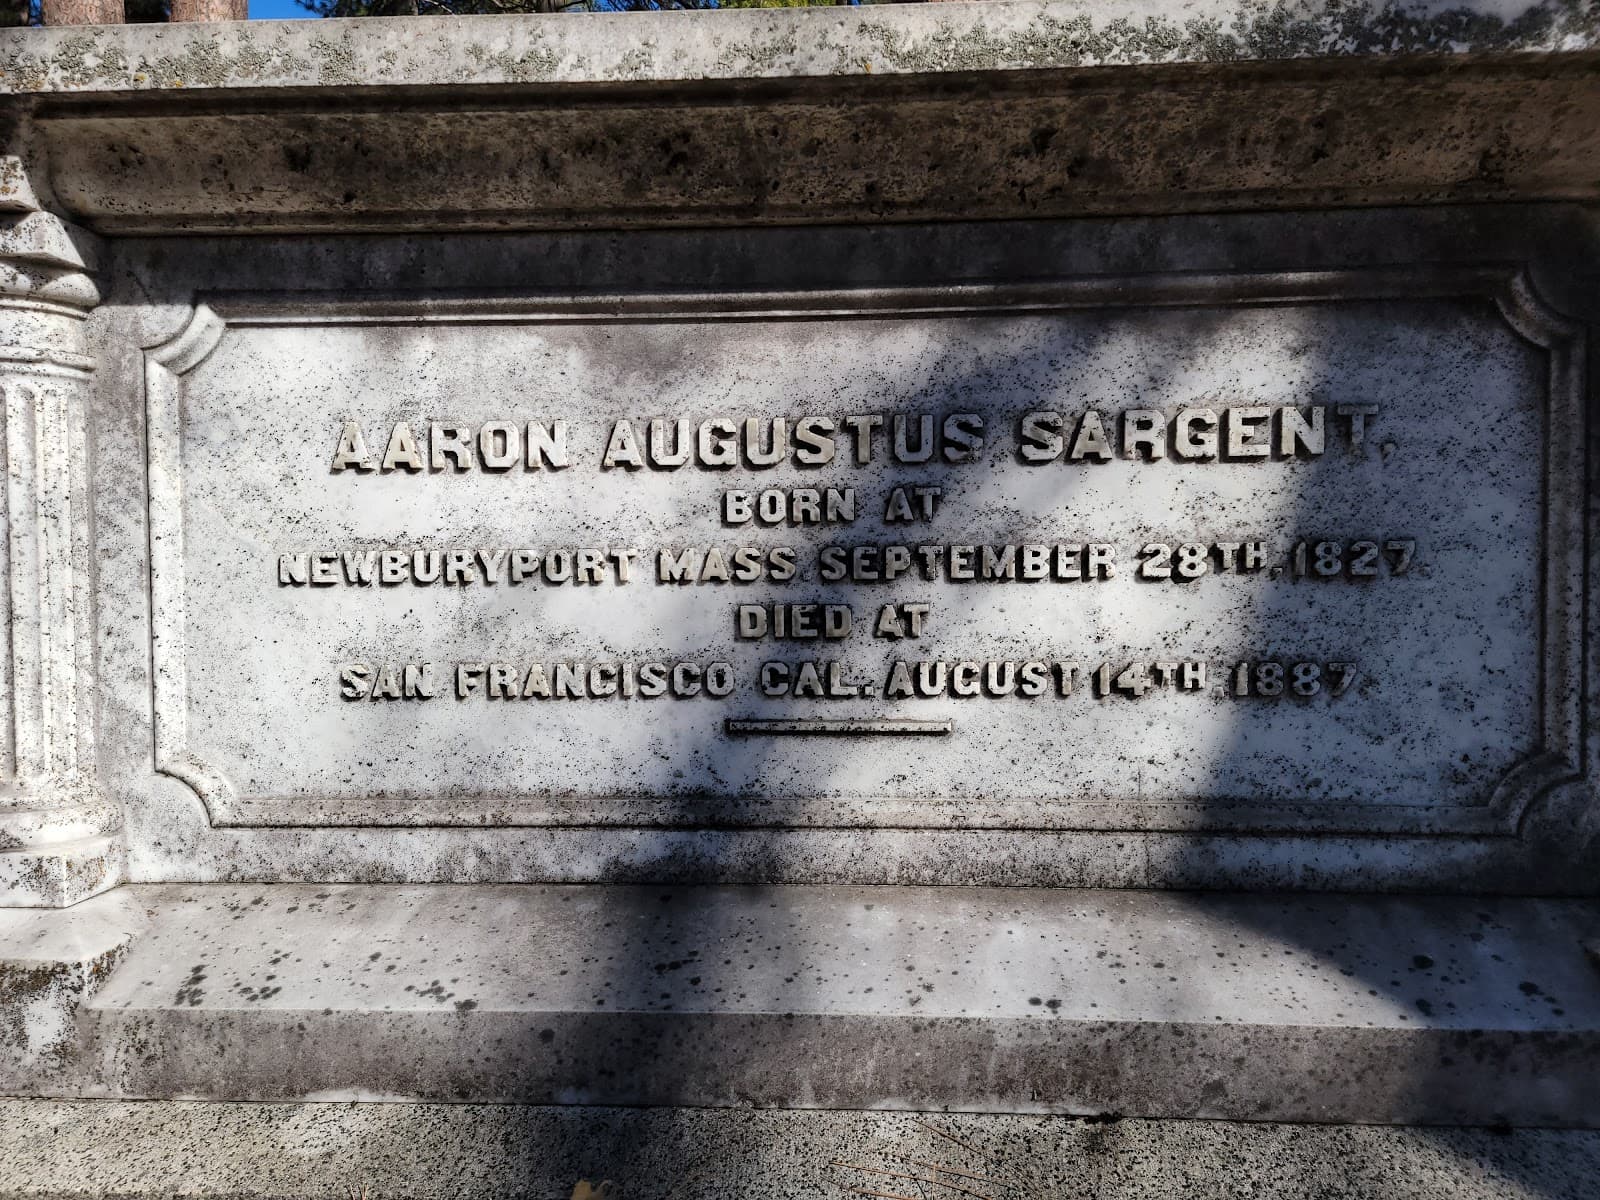 AARON AUGUSTUS SARGENT,
BORN AT
NEWBURYPORT MASS. SEPTEMBER 28TH, 1827.
DIED AT
SAN FRANCISCO CAL. AUGUST 14TH, 1887.